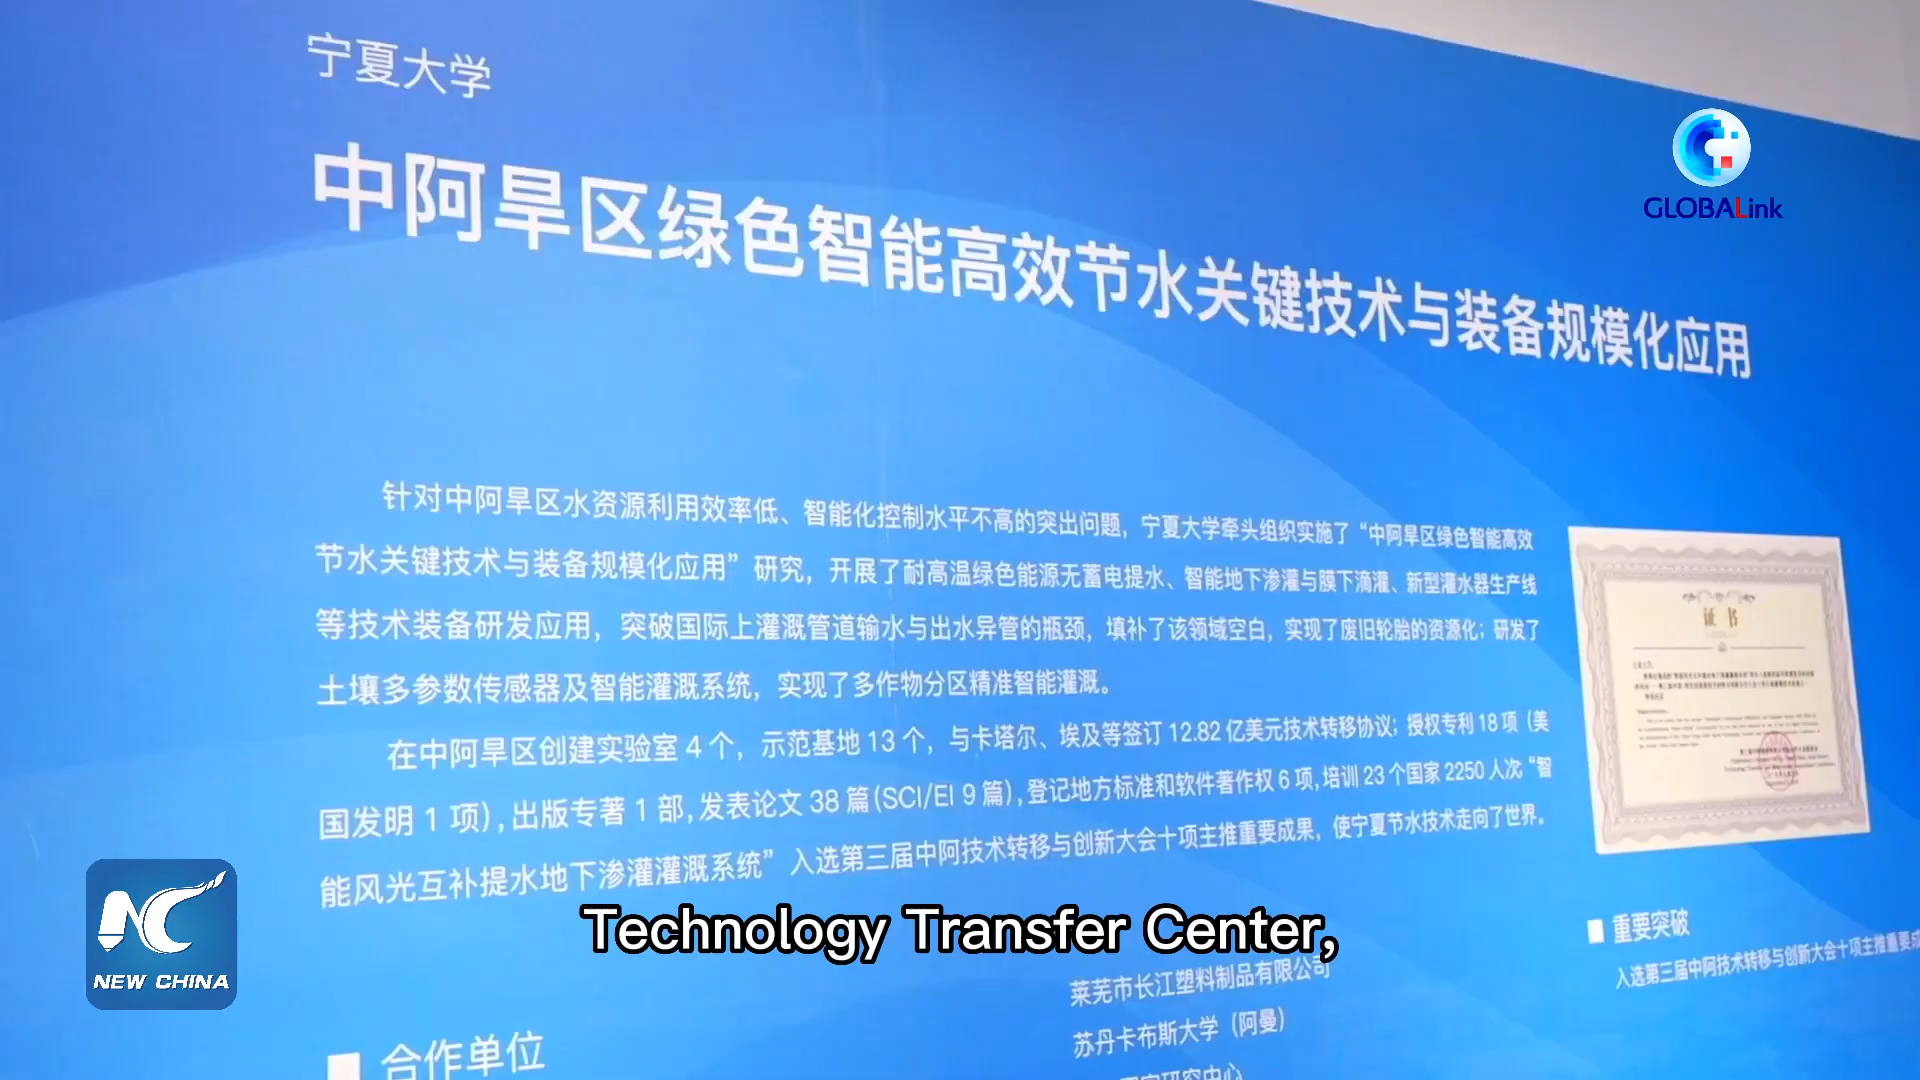 宁夏大学
中阿旱区绿色智能高效节水关键技术与装备规模化应用
GLOBALink
针对中阿旱区水资源利用效率低、智能化控制水平不高的突出问题，宁夏大学牵头组织实施了“中阿旱区绿色智能高效
节水关键技术与装备规模化应用”研究，开展了耐高温绿色能源无蓄电提水、智能地下渗灌与膜下滴灌、新型灌水器生产线
等技术装备研发应用，突破国际上灌溉管道输水与出水异管的瓶颈，填补了该领域空白，实现了废旧轮胎的资源化；研发了
土壤多参数传感器及智能灌溉系统，实现了多作物分区精准智能灌溉。
在中阿旱区创建实验室 4 个，示范基地 13 个，与卡塔尔、埃及等签订 12.82 亿美元技术转移协议；授权专利 18 项（美
国发明 1 项），出版专著 1 部，发表论文 38 篇（SCI/EI 9 篇），登记地方标准和软件著作权 6 项，培训 23 个国家 2250 人次“智
能风光互补提水地下渗灌灌溉系统”入选第三届中阿技术转移与创新大会十项主推重要成果，使宁夏节水技术走向了世界。
证书
重要突破
入选第三届中阿技术转移与创新大会十项主推重要成
Technology Transfer Center,
NEW CHINA
合作单位
莱芜市长江塑料制品有限公司
苏丹卡布斯大学（阿曼）